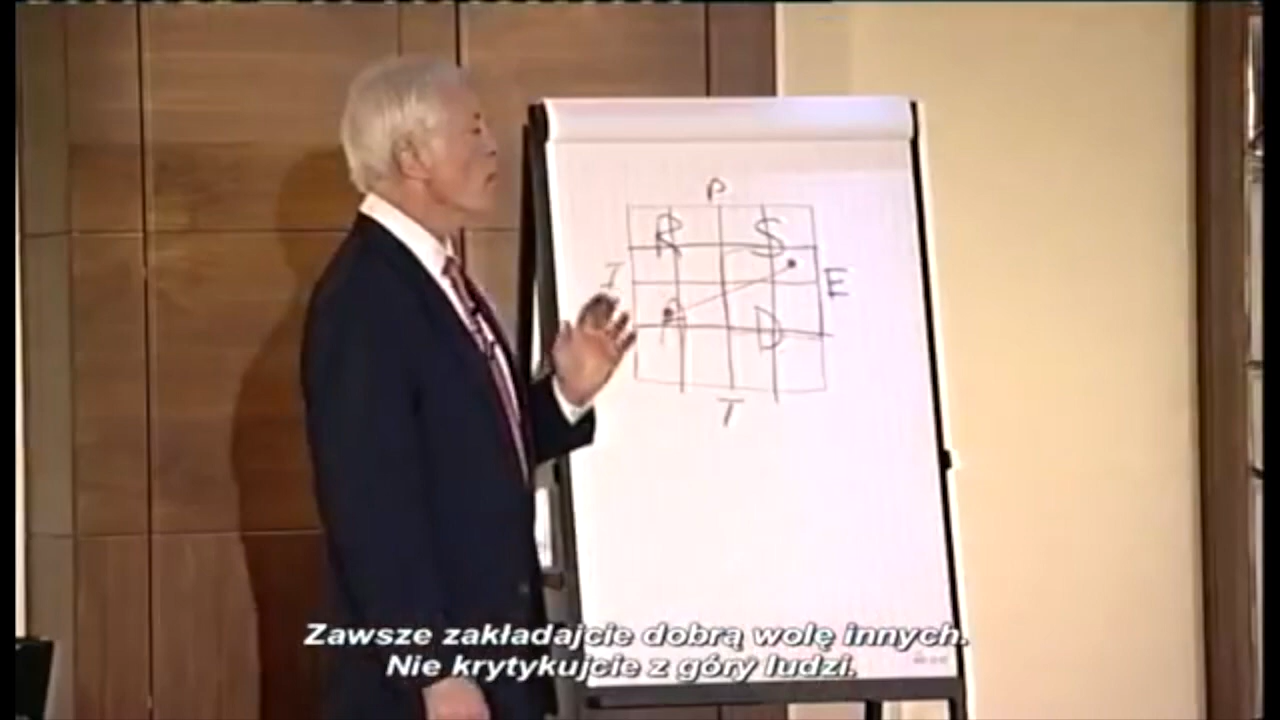 P
R S
I E
A D
T
Zawsze zakładajcie dobrą wolę innych.
Nie krytykujcie z góry ludzi.